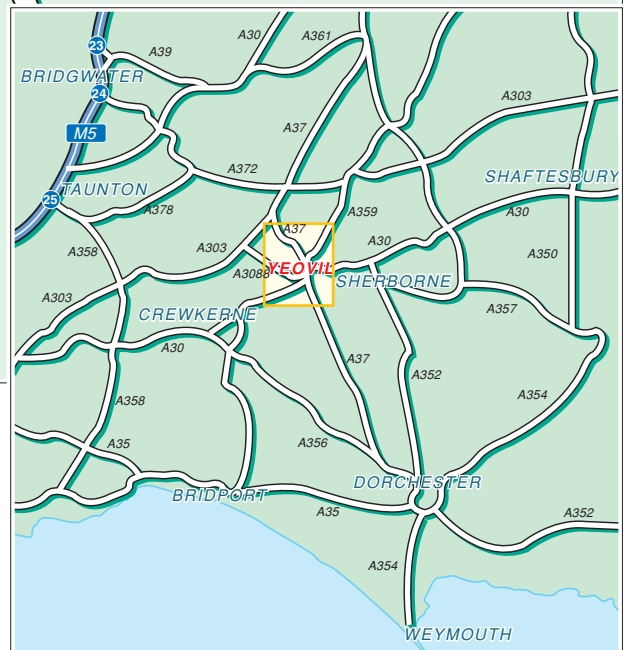 A30
A361
23
A39
BRIDGWATER
24
A303
A37
M5
A372
SHAFTESBURY
TAUNTON
25
A378
A359
A30
A37
A358
A303
A30
A350
YEOVIL
A3088
SHERBORNE
A303
A357
CREWKERNE
A30
A37
A352
A358
A354
A35
A356
DORCHESTER
BRIDPORT
A35
A352
A354
WEYMOUTH